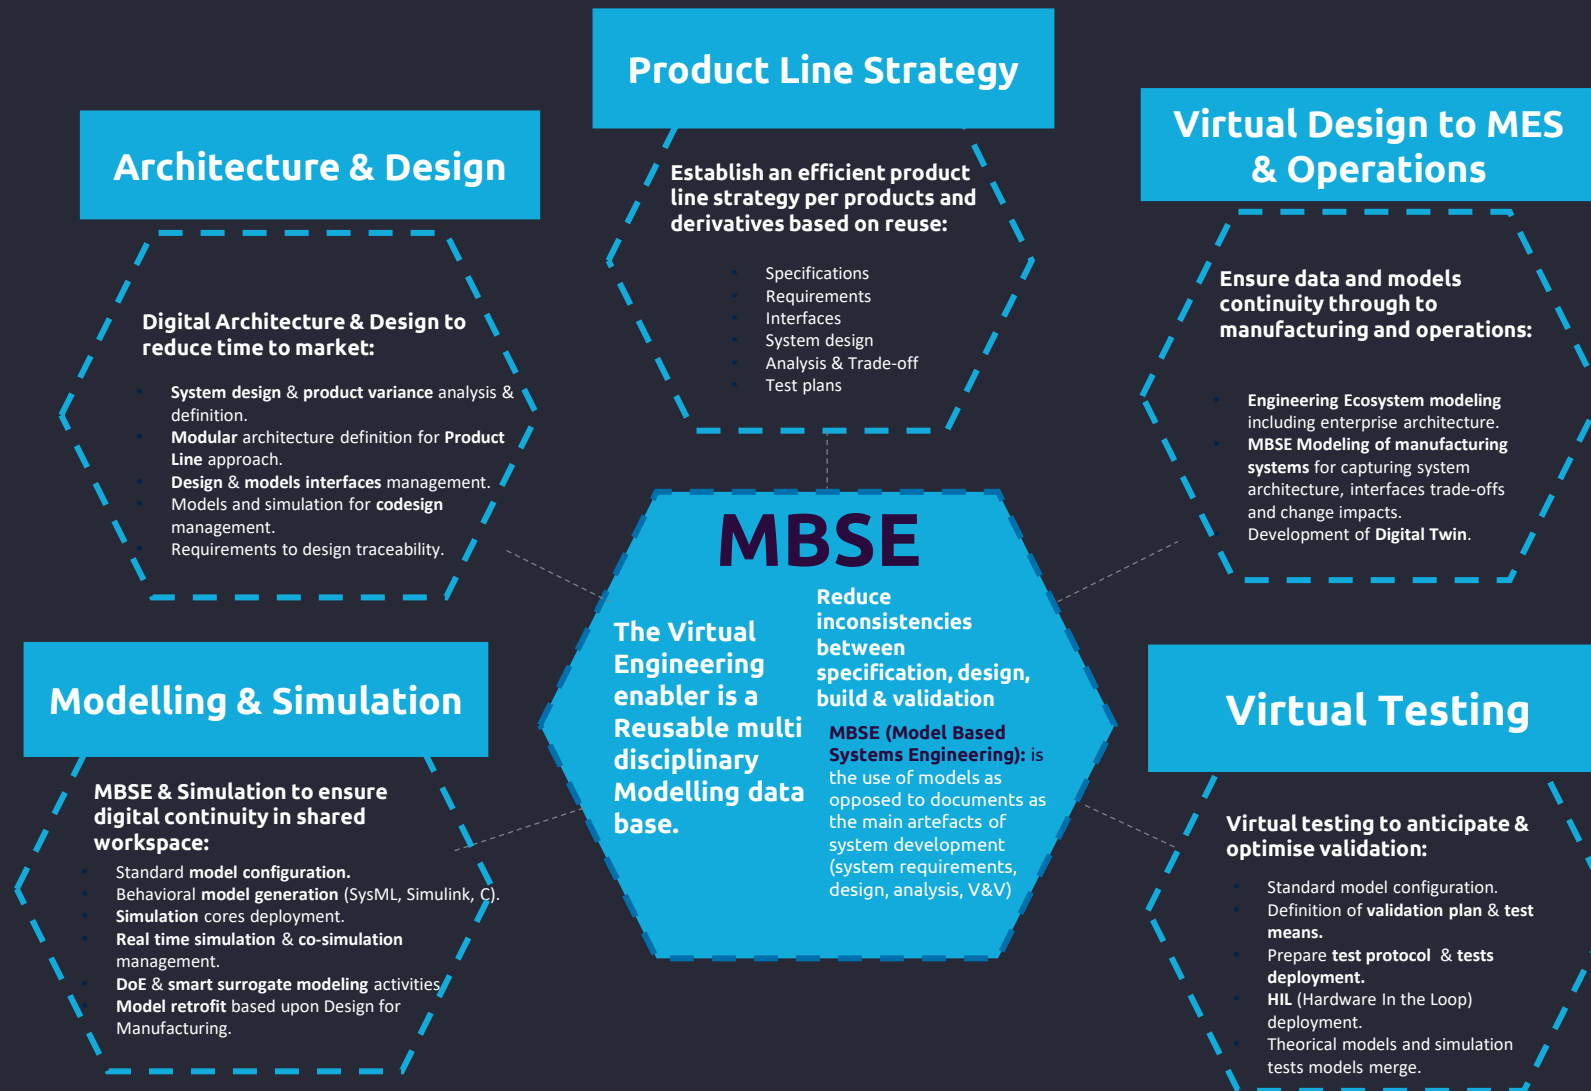 Product Line Strategy
Establish an efficient product
line strategy per products and
derivatives based on reuse:
Specifications
Requirements
Interfaces
System design
Analysis & Trade-off
Test plans
Architecture & Design
Digital Architecture & Design to
reduce time to market:
System design & product variance analysis &
definition.
Modular architecture definition for Product
Line approach.
Design & models interfaces management.
Models and simulation for codesign
management.
Requirements to design traceability.
Virtual Design to MES
& Operations
Ensure data and models
continuity through to
manufacturing and operations:
Engineering Ecosystem modeling
including enterprise architecture.
MBSE Modeling of manufacturing
systems for capturing system
architecture, interfaces trade-offs
and change impacts.
Development of Digital Twin.
MBSE
The Virtual
Engineering
enabler is a
Reusable multi
disciplinary
Modelling data
base.
Reduce
inconsistencies
between
specification, design,
build & validation
MBSE (Model Based
Systems Engineering): is
the use of models as
opposed to documents as
the main artefacts of
system development
(system requirements,
design, analysis, V&V)
Modelling & Simulation
MBSE & Simulation to ensure
digital continuity in shared
workspace:
Standard model configuration.
Behavioral model generation (SysML, Simulink, C).
Simulation cores deployment.
Real time simulation & co-simulation
management.
DoE & smart surrogate modeling activities
Model retrofit based upon Design for
Manufacturing.
Virtual Testing
Virtual testing to anticipate &
optimise validation:
Standard model configuration.
Definition of validation plan & test
means.
Prepare test protocol & tests
deployment.
HIL (Hardware In the Loop)
deployment.
Theorical models and simulation
tests models merge.